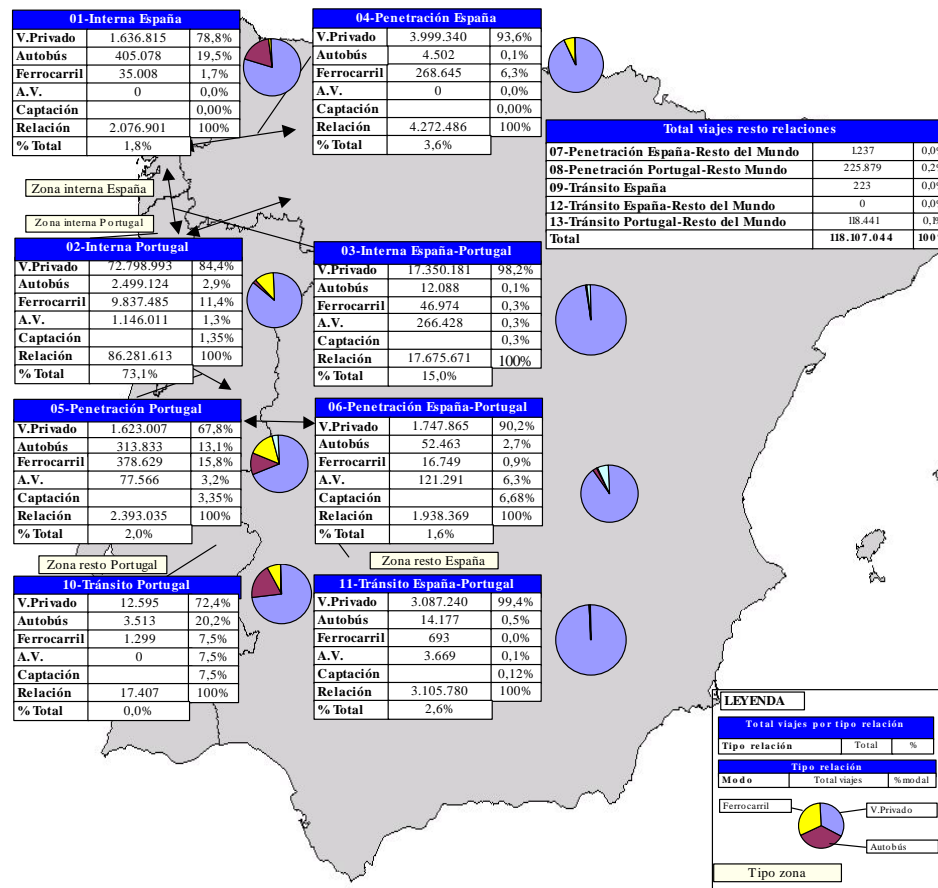 01-Interna España
V.Privado 1.636.815 78,8%
Autobús 405.078 19,5%
Ferrocarril 35.008 1,7%
A.V. 0 0,0%
Captación 0,00%
Relación 2.076.901 100%
% Total 1,8%
04-Penetración España
V.Privado 3.999.340 93,6%
Autobús 4.502 0,1%
Ferrocarril 268.645 6,3%
A.V. 0 0,0%
Captación 0,00%
Relación 4.272.486 100%
% Total 3,6%
Total viajes resto relaciones
07-Penetración España-Resto del Mundo 1237 0,0%
08-Penetración Portugal-Resto Mundo 225.879 0,2%
09-Tránsito España 223 0,0%
12-Tránsito España-Resto del Mundo 0 0,0%
13-Tránsito Portugal-Resto del Mundo 18.441 0,1%
Total 118.107.044 100%
Zona interna España
Zona interna Portugal
02-Interna Portugal
V.Privado 72.798.993 84,4%
Autobús 2.499.124 2,9%
Ferrocarril 9.837.485 11,4%
A.V. 1.146.011 1,3%
Captación 1,35%
Relación 86.281.613 100%
% Total 73,1%
03-Interna España-Portugal
V.Privado 17.350.181 98,2%
Autobús 12.088 0,1%
Ferrocarril 46.974 0,3%
A.V. 266.428 0,3%
Captación 0,3%
Relación 17.675.671 100%
% Total 15,0%
05-Penetración Portugal
V.Privado 1.623.007 67,8%
Autobús 313.833 13,1%
Ferrocarril 378.629 15,8%
A.V. 77.566 3,2%
Captación 3,35%
Relación 2.393.035 100%
% Total 2,0%
06-Penetración España-Portugal
V.Privado 1.747.865 90,2%
Autobús 52.463 2,7%
Ferrocarril 16.749 0,9%
A.V. 121.291 6,3%
Captación 6,68%
Relación 1.938.369 100%
% Total 1,6%
Zona resto Portugal
Zona resto España
10-Tránsito Portugal
V.Privado 12.595 72,4%
Autobús 3.513 20,2%
Ferrocarril 1.299 7,5%
A.V. 0 7,5%
Captación 7,5%
Relación 17.407 100%
% Total 0,0%
11-Tránsito España-Portugal
V.Privado 3.087.240 99,4%
Autobús 14.177 0,5%
Ferrocarril 693 0,0%
A.V. 3.669 0,1%
Captación 0,12%
Relación 3.105.780 100%
% Total 2,6%
LEYENDA
Total viajes por tipo relación
Tipo relación Total %
Tipo relación
Modo Total viajes % modal
Ferrocarril
V.Privado
Autobús
Tipo zona